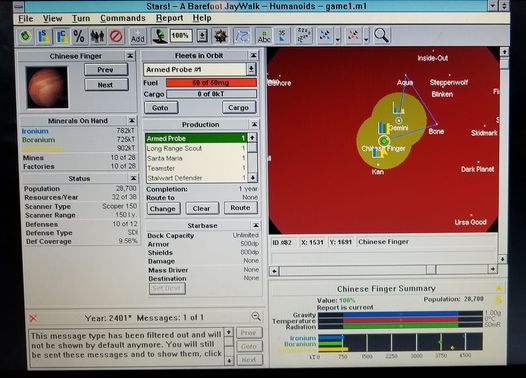 Stars! – A Barefoot JayWalk – Humanoids – game1.m1
File View Turn Commands Report Help
Add 100% Abc 35%
Chinese Finger
Prev
Next
Minerals On Hand
Ironium 782kT
Boranium 725kT
Germanium 902kT
Mines 10 of 28
Factories 10 of 28
Status
Population 28,700
Resources/Year 32 of 38
Scanner Type Scoper 150
Scanner Range 150 l.y.
Defenses 10 of 12
Defense Type SDI
Def Coverage 9.56%
Fleets in Orbit
Armed Probe #1
Fuel 50 of 50mg
Cargo 0 of 0kT
Goto Cargo
Production
Armed Probe 1
Long Range Scout 1
Santa Maria 1
Teamster 1
Stalwart Defender 1
Completion: 1 year
Route to none
Change Clear Route
Starbase
Dock Capacity Unlimited
Armor 500dp
Shields 800dp
Damage None
Mass Driver None
Destination None
Set Dest
Inside-Out
Aqua
Steppenwolf
Blinken
Gemini
Bone
Skidmark
Chinese Finger
Kan
Dark Planet
Ursa Good
ID #82 X: 1531 Y: 1691 Chinese Finger
Year: 2401* Messages: 1 of 1
This message type has been filtered out and will
not be shown by default anymore. You will still
be sent these messages and to show them, click
Prev
Goto
Next
Chinese Finger Summary
Value: 100% Population: 28,700
Report is current
Gravity 1.00g
Temperature 0°C
Radiation 50mR
Ironium
Boranium
Germanium
kT 0 750 1500 2250 3000 3750 4500